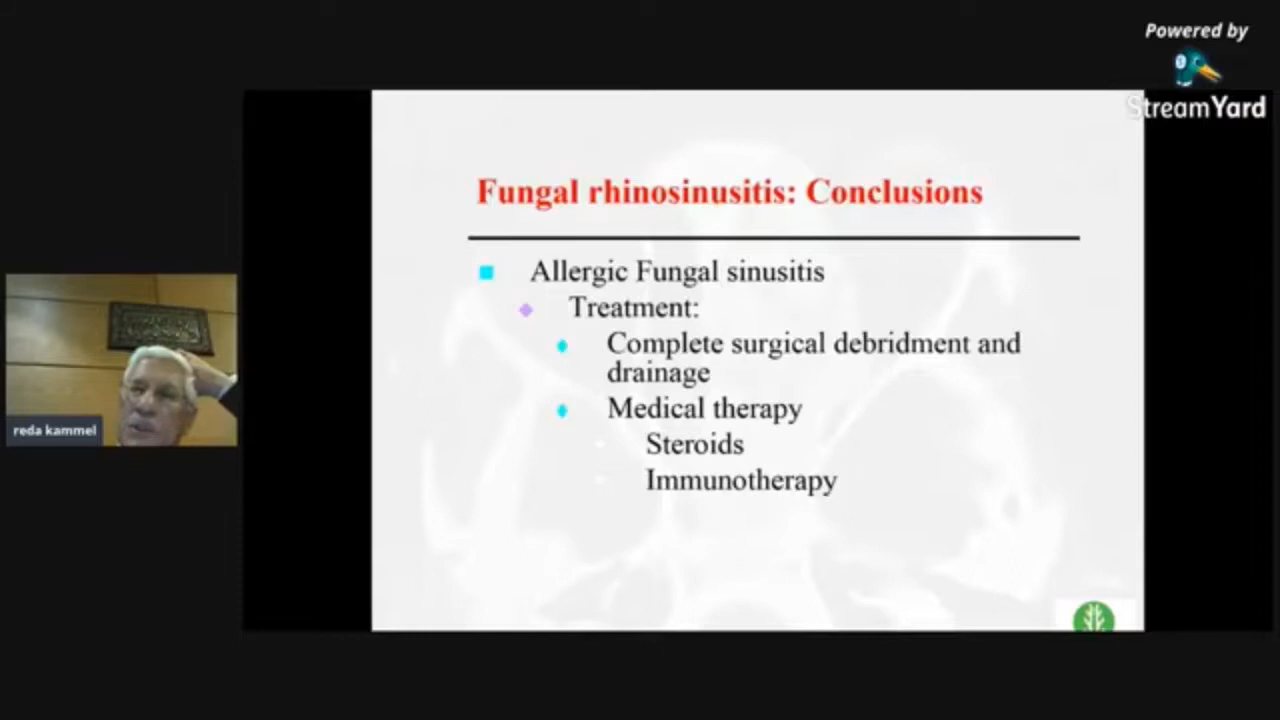 Powered by
StreamYard
Fungal rhinosinusitis: Conclusions
Allergic Fungal sinusitis
Treatment:
Complete surgical debridment and
drainage
Medical therapy
Steroids
Immunotherapy
reda kammel